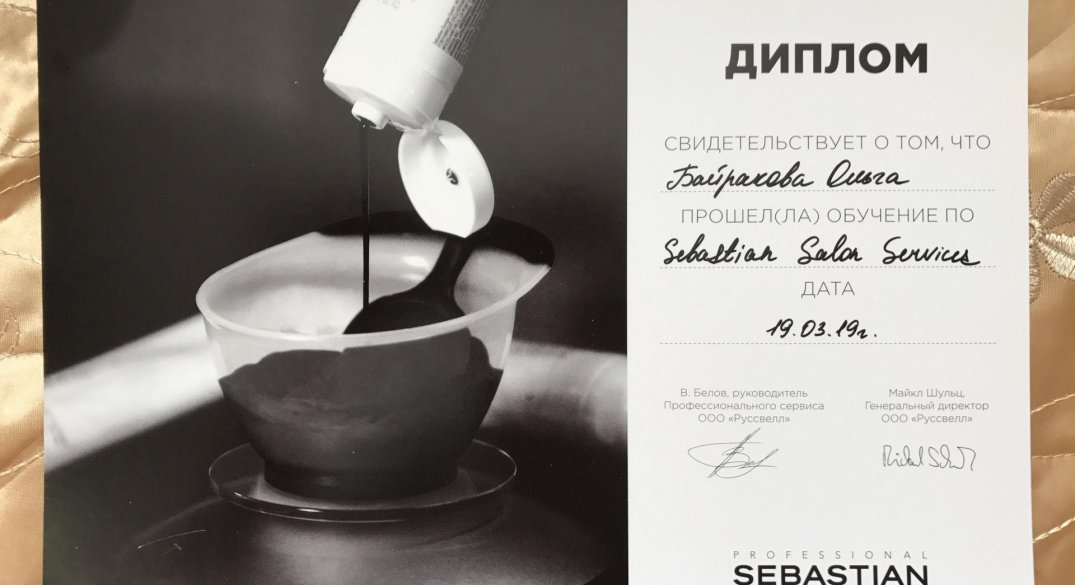 ДИПЛОМ
СВИДЕТЕЛЬСТВУЕТ О ТОМ, ЧТО
Байракова Ольга
ПРОШЕЛ(ЛА) ОБУЧЕНИЕ ПО
Sebastian Salon Services
ДАТА
19.03.19г.
В. Белов, руководитель
Профессионального сервиса
ООО «Руссвелл»
Майкл Шульц,
Генеральный директор
ООО «Руссвелл»
PROFESSIONAL
SEBASTIAN